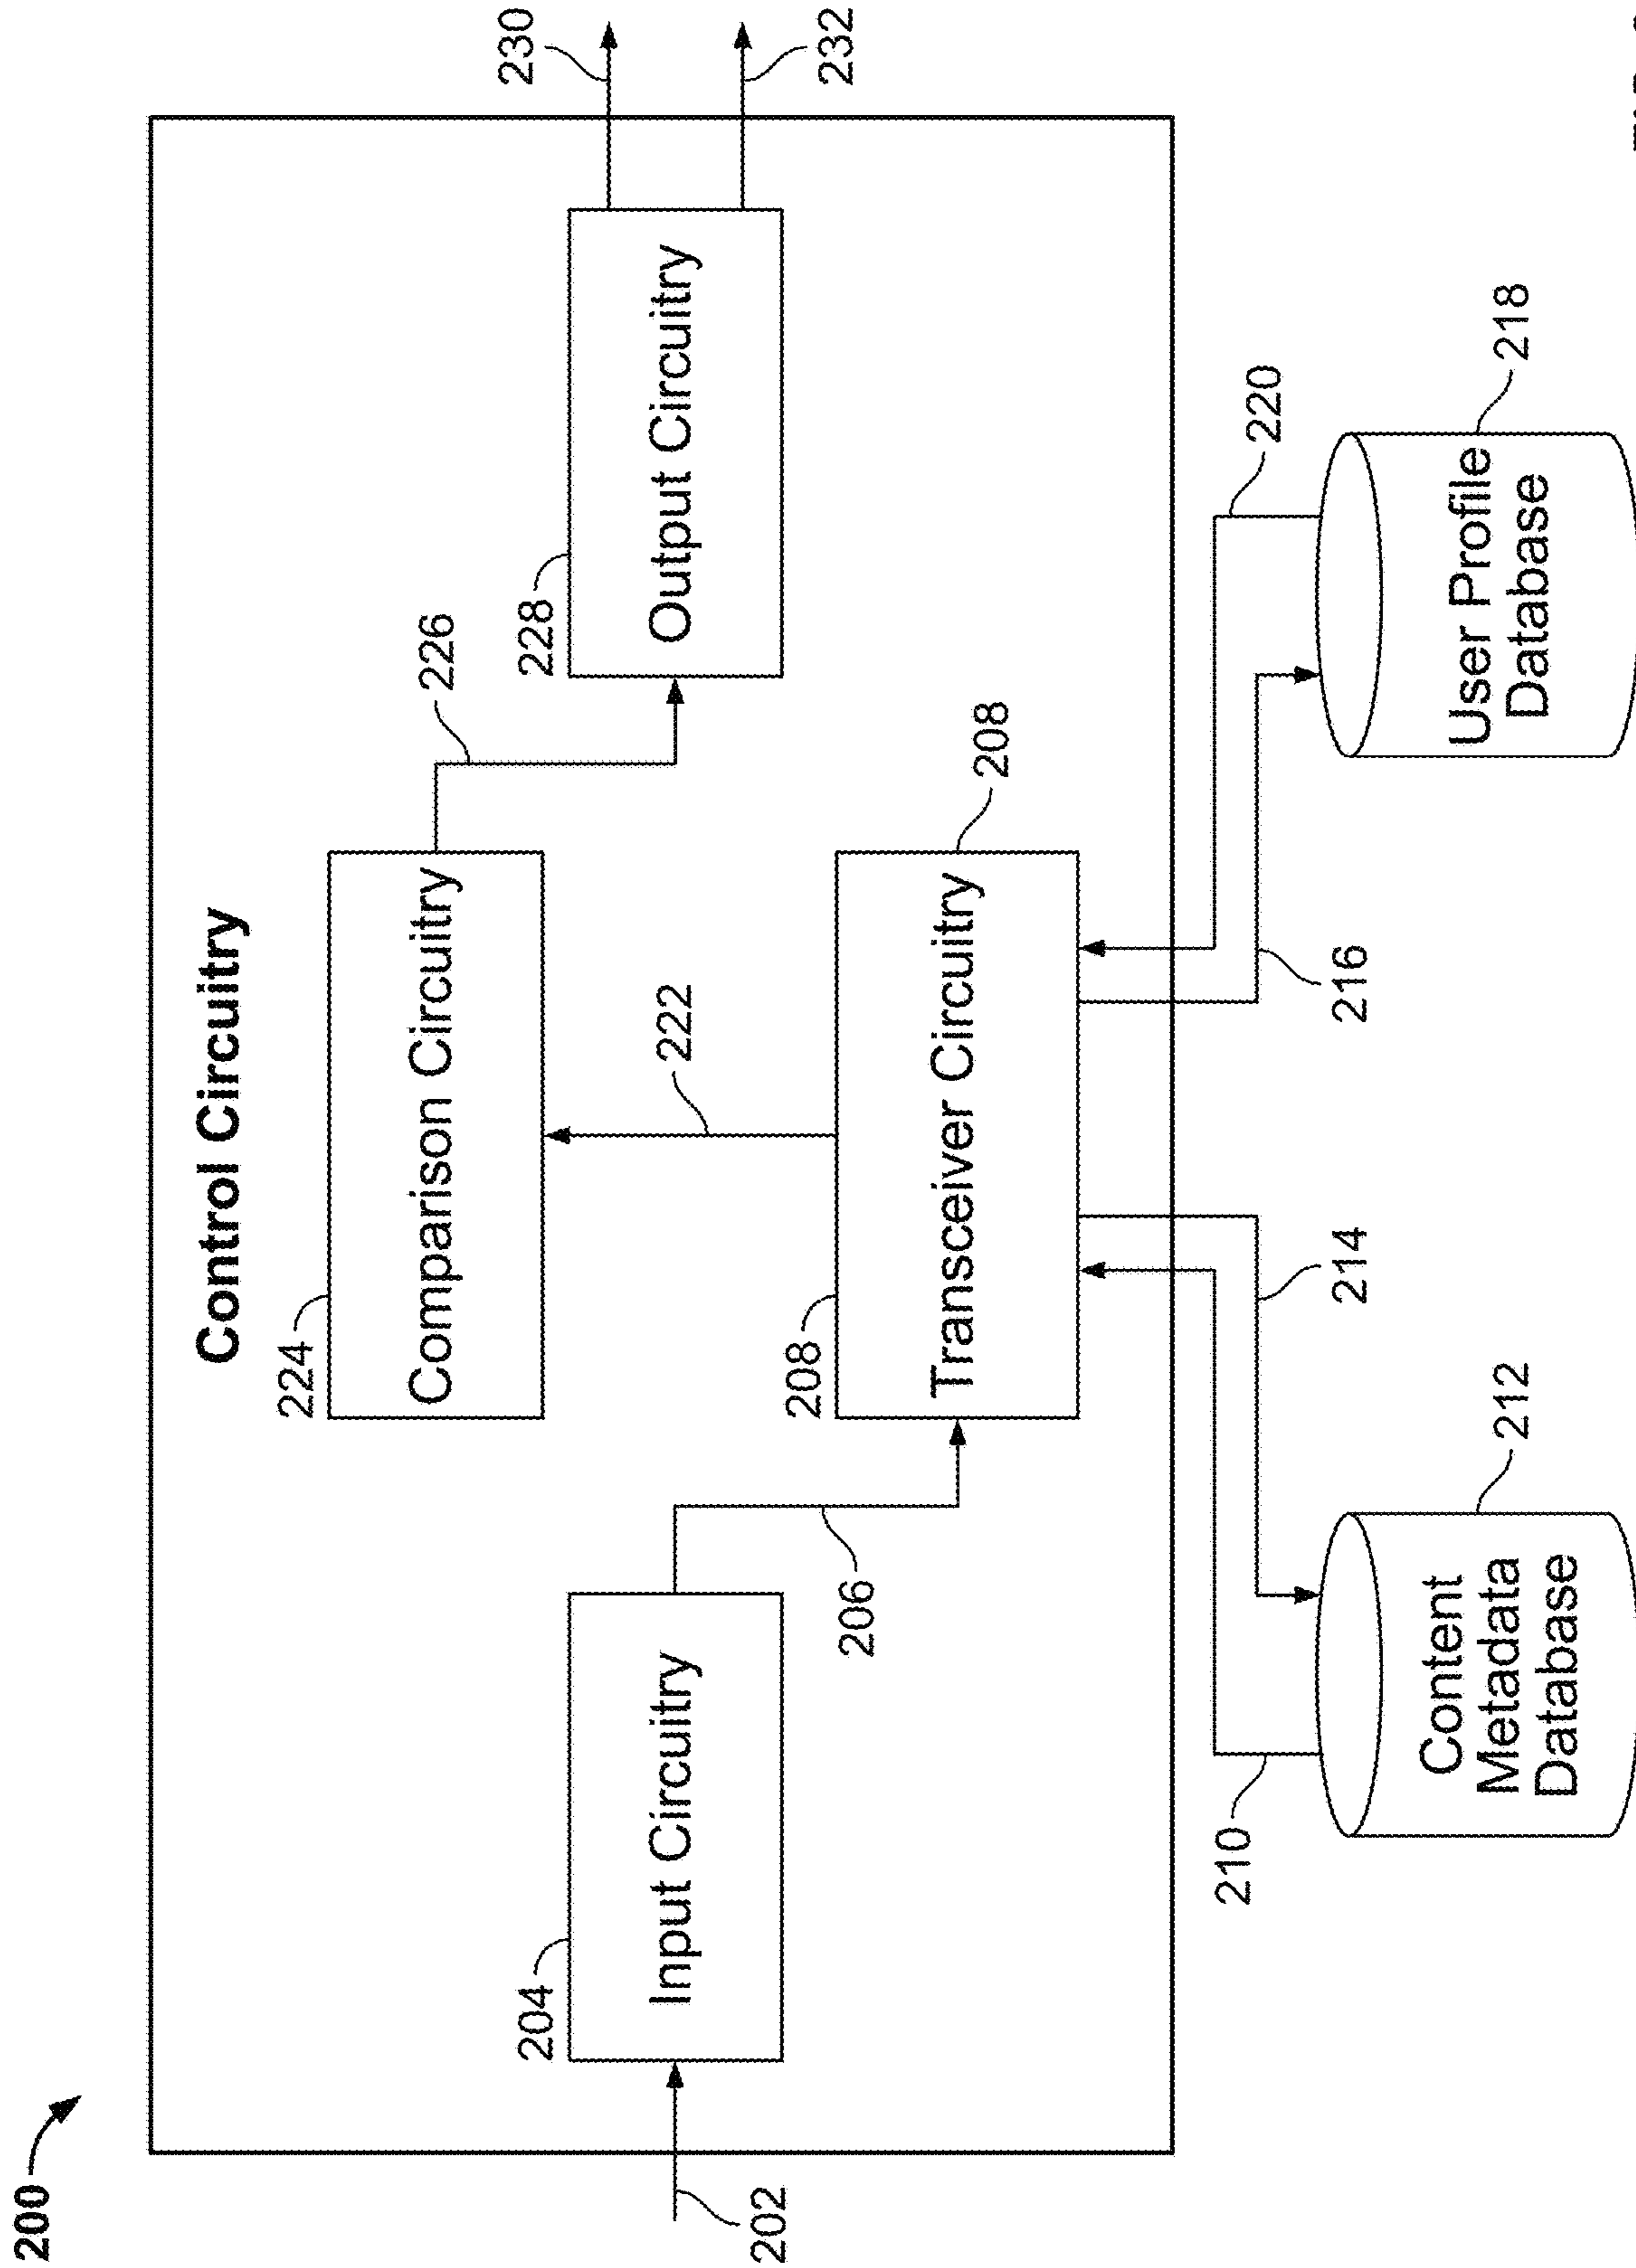 200
Control Circuitry
224
Comparison Circuitry
226
204
Input Circuitry
222
228
Output Circuitry
230
232
202
206
208
Transceiver Circuitry
208
210
214
216
220
212
Content
Metadata
Database
218
User Profile
Database